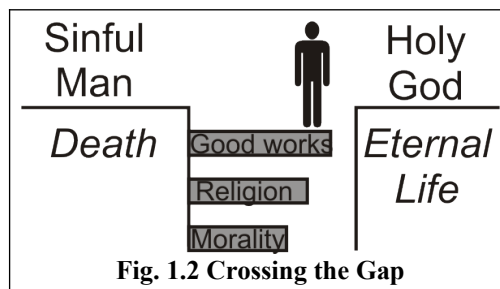 Sinful
Man
Holy
God
Death
Eternal
Life
Good works
Religion
Morality
Fig. 1.2 Crossing the Gap